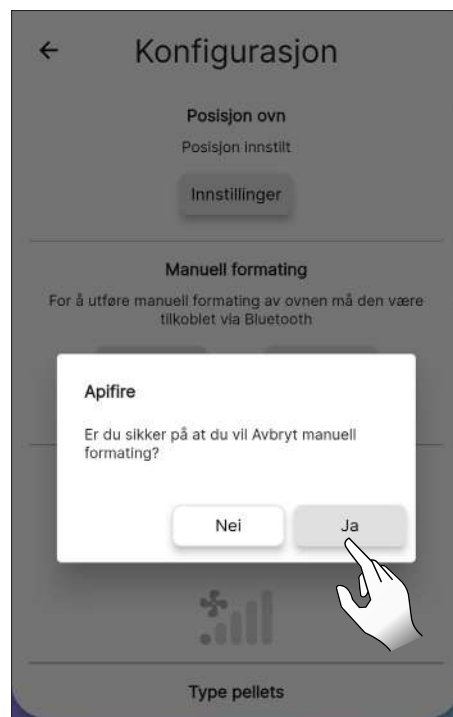 Konfigurasjon
Posisjon ovn
Posisjon innstilt
Innstillinger
Manuell formating
For å utføre manuell formating av ovnen må den være
tilkoblet via Bluetooth
Apifire
Er du sikker på at du vil Avbryt manuell
formating?
Nei
Ja
Type pellets